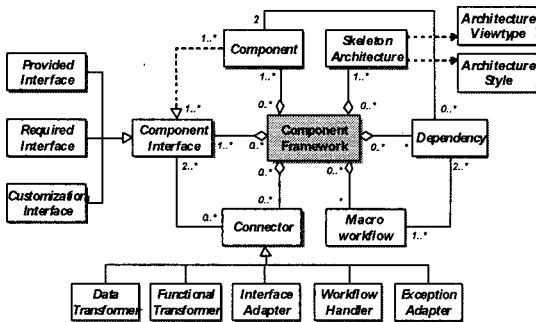 2
1..*
Component
Skeleton
Architecture
Architecture
Viewtype
Architecture
Style
Provided
Interface
1..*
1..*
1..*
0..*
0..*
0..*
Required
Interface
Component
Interface
1..*
0..*
Component
Framework
0..*
*
Dependency
2..*
0..*
0..*
2..*
Customization
Interface
0..*
0..*
*
1..*
Connector
Macro
workflow
Data
Transformer
Functional
Transformer
Interface
Adapter
Workflow
Handler
Exception
Adapter